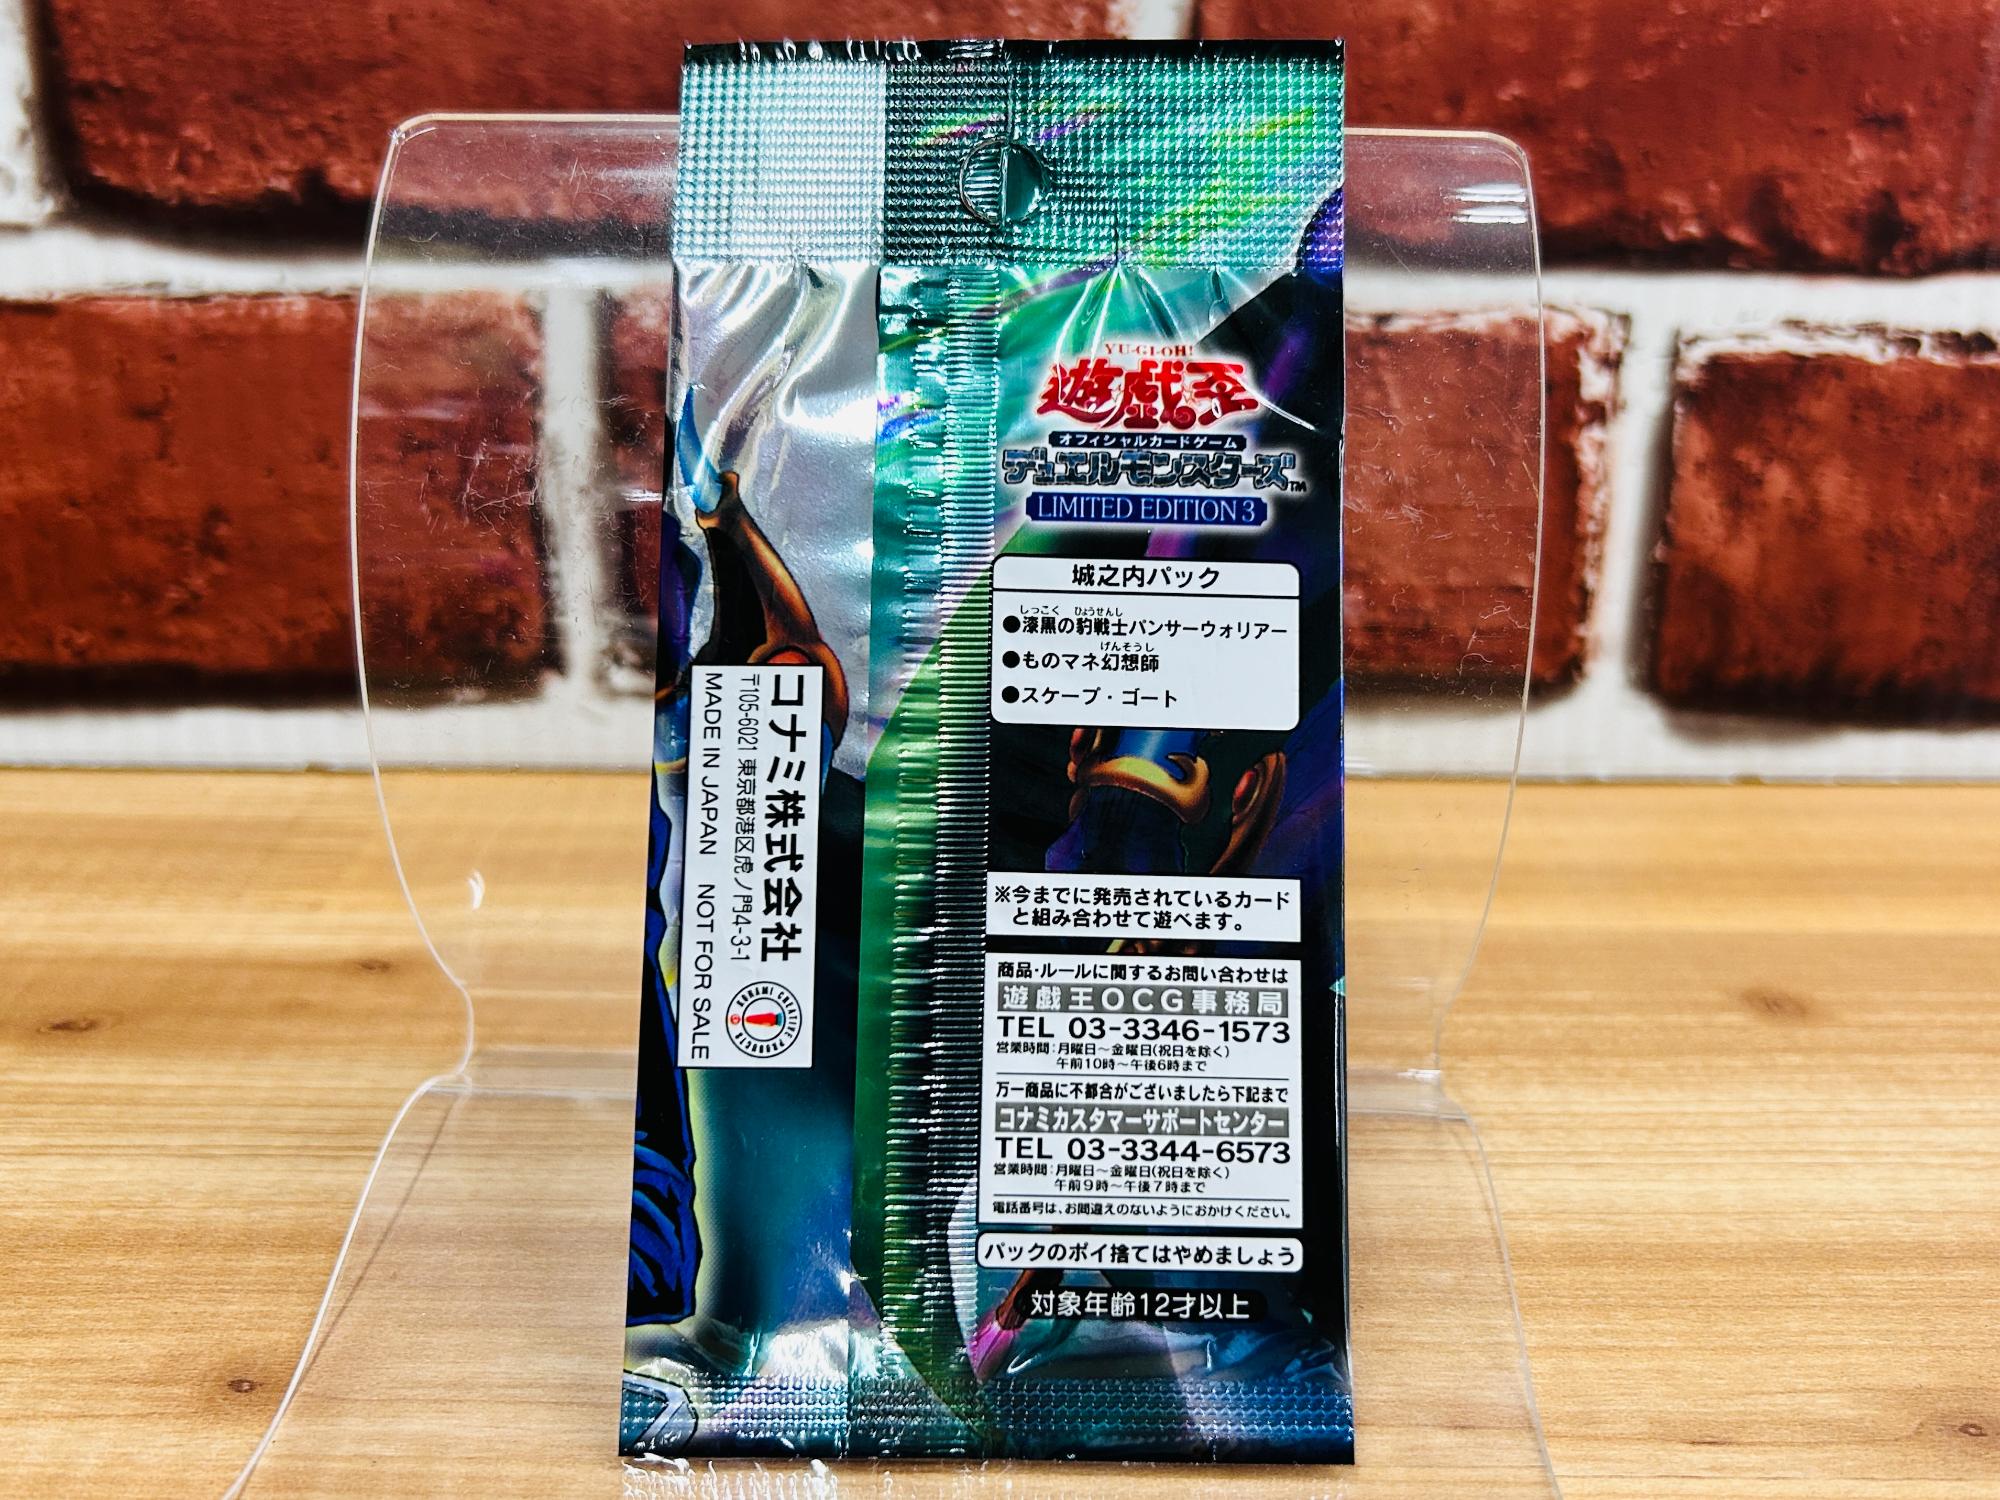 YU-GI-OH!
遊戯王
オフィシャルカードゲーム
デュエルモンスターズ™
LIMITED EDITION 3
城之内パック
しっこく ひょうせんし
●漆黒の豹戦士パンサーウォリアー
げんそうし
●ものマネ幻想師
●スケープ・ゴート
※今までに発売されているカード
と組み合わせて遊べます。
商品・ルールに関するお問い合わせは
遊戯王OCG事務局
TEL 03-3346-1573
営業時間：月曜日～金曜日(祝日を除く)
午前10時～午後6時まで
万一商品に不都合がございましたら下記まで
コナミカスタマーサポートセンター
TEL 03-3344-6573
営業時間：月曜日～金曜日(祝日を除く)
午前9時～午後7時まで
電話番号は、お間違えのないようにおかけください。
パックのポイ捨てはやめましょう
対象年齢12才以上
コナミ株式会社
〒105-6021 東京都港区虎ノ門4-3-1
MADE IN JAPAN NOT FOR SALE
KONAMI CREATIVE PRODUCTS